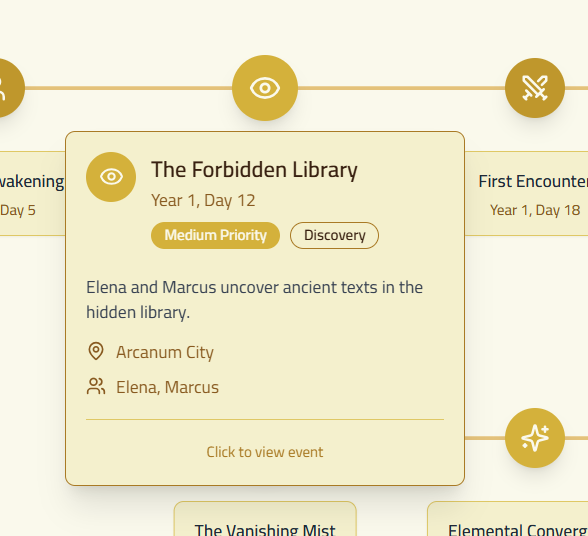 wakening
Day 5
The Forbidden Library
Year 1, Day 12
Medium Priority
Discovery
Elena and Marcus uncover ancient texts in the
hidden library.
Arcanum City
Elena, Marcus
Click to view event
First Encounter
Year 1, Day 18
The Vanishing Mist
Elemental Converg